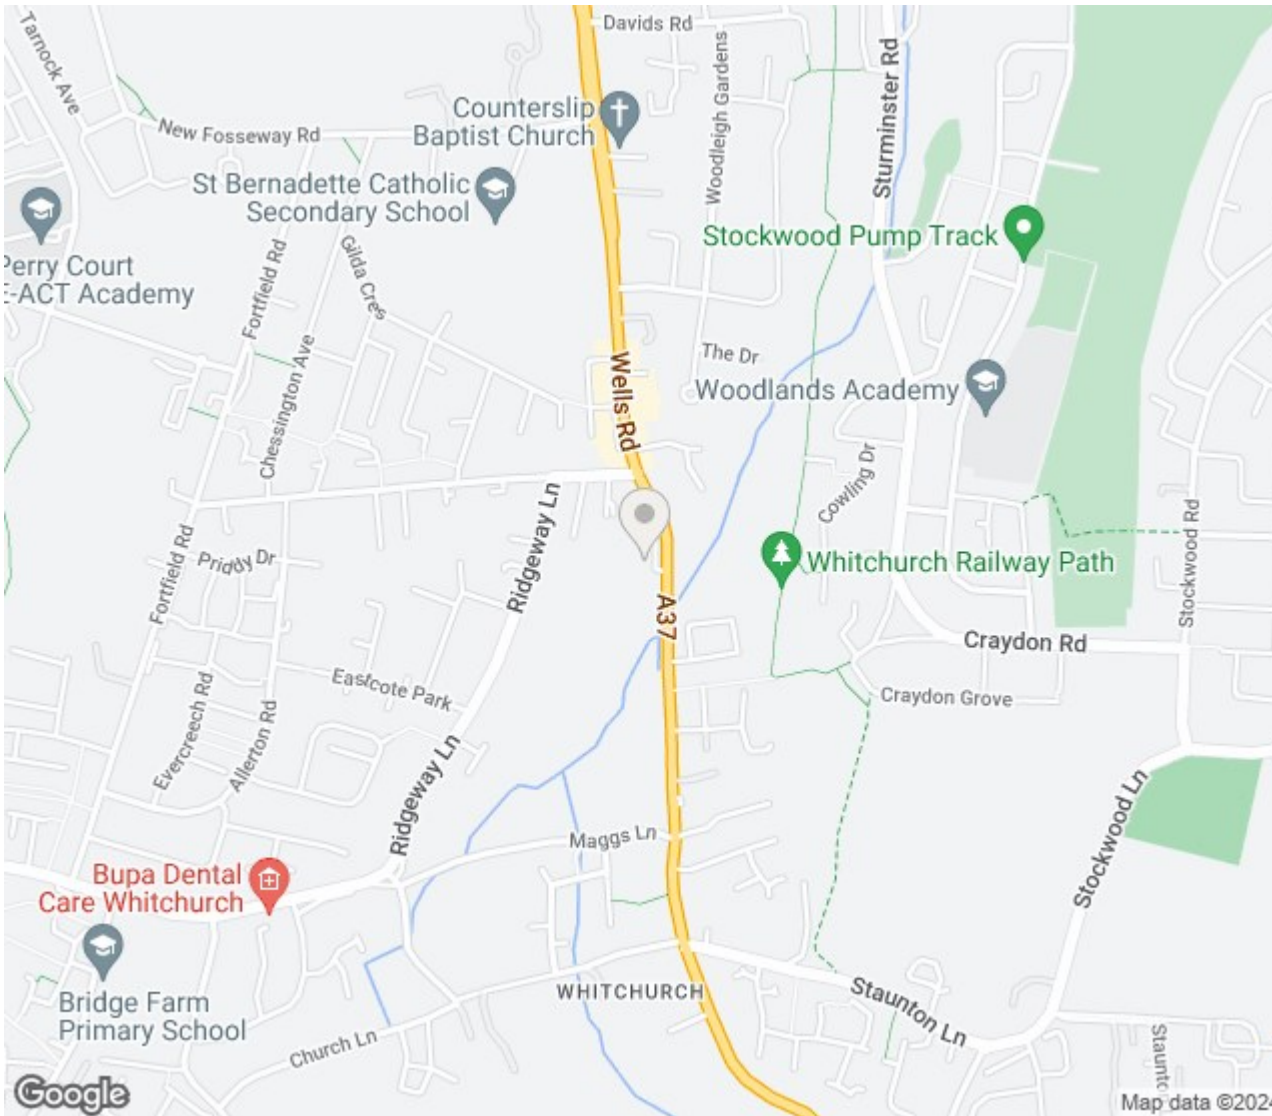 Tarnock Ave
Davids Rd
Woodleigh Gardens
Sturminster Rd
New Fosseway Rd
Counterslip
Baptist Church
St Bernadette Catholic
Secondary School
Stockwood Pump Track
Perry Court
E-ACT Academy
Fortfield Rd
Gilda Cres
Chessington Ave
Wells Rd
The Dr
Woodlands Academy
Cowling Dr
Stockwood Rd
Ridgeway Ln
Priddy Dr
Fortfield Rd
Whitchurch Railway Path
A37
Craydon Rd
Craydon Grove
Eastcote Park
Evercreech Rd
Allerton Rd
Ridgeway Ln
Maggs Ln
Stockwood Ln
Bupa Dental
Care Whitchurch
Bridge Farm
Primary School
WHITCHURCH
Staunton Ln
Church Ln
Staunto
Google
Map data ©2024